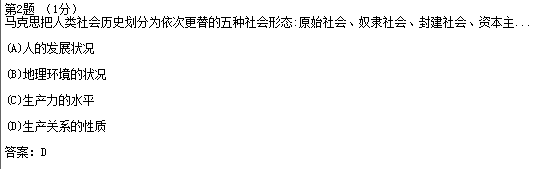 第2题 （1分）
马克思把人类社会历史划分为依次更替的五种社会形态:原始社会、奴隶社会、封建社会、资本主...
(A)人的发展状况
(B)地理环境的状况
(C)生产力的水平
(D)生产关系的性质
答案: D